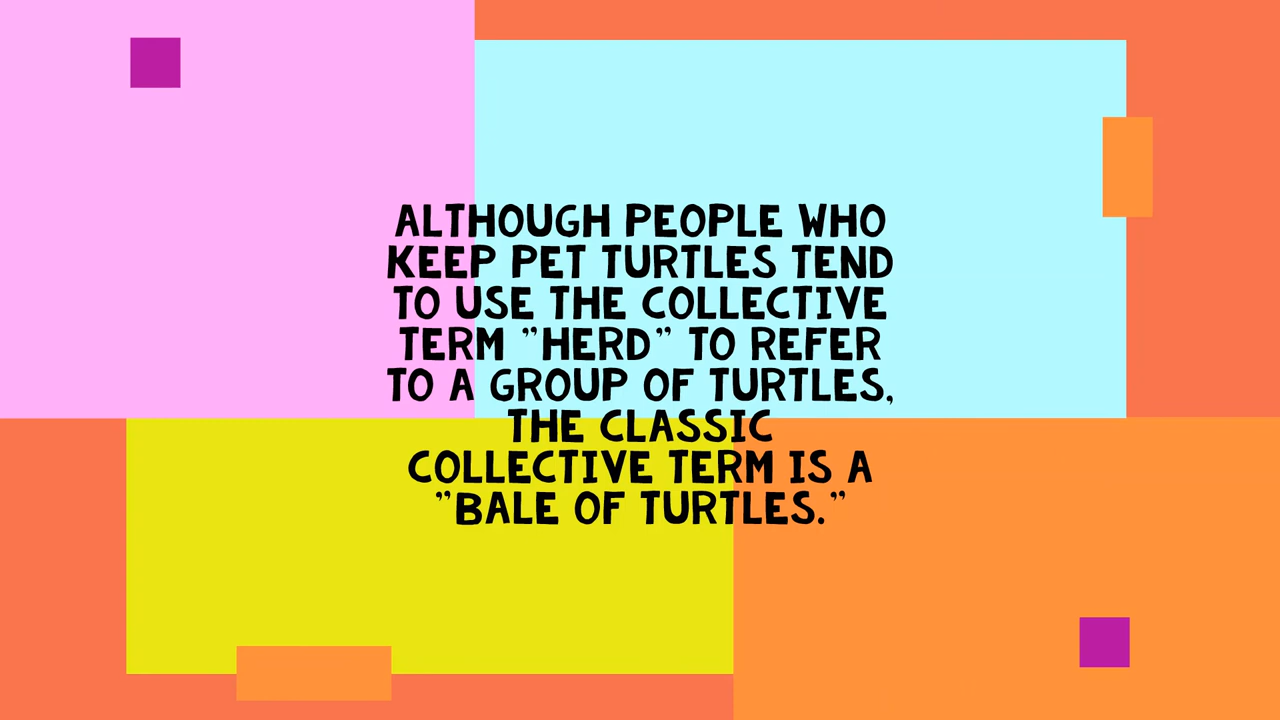 ALTHOUGH PEOPLE WHO
KEEP PET TURTLES TEND
TO USE THE COLLECTIVE
TERM "HERD" TO REFER
TO A GROUP OF TURTLES,
THE CLASSIC
COLLECTIVE TERM IS A
"BALE OF TURTLES."